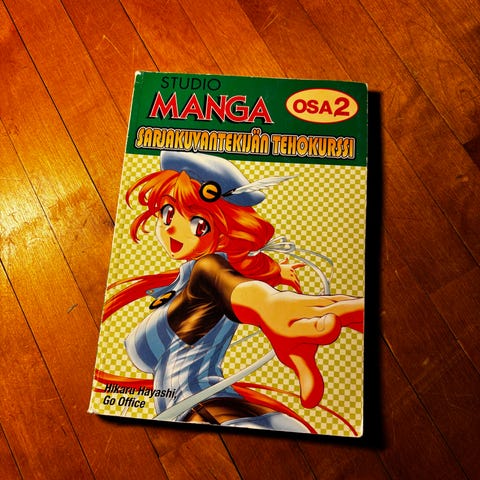 STUDIO
MANGA
OSA 2
SARJAKUVANTEKIJÄN TEHOKURSSI
Hikaru Hayashi,
Go Office